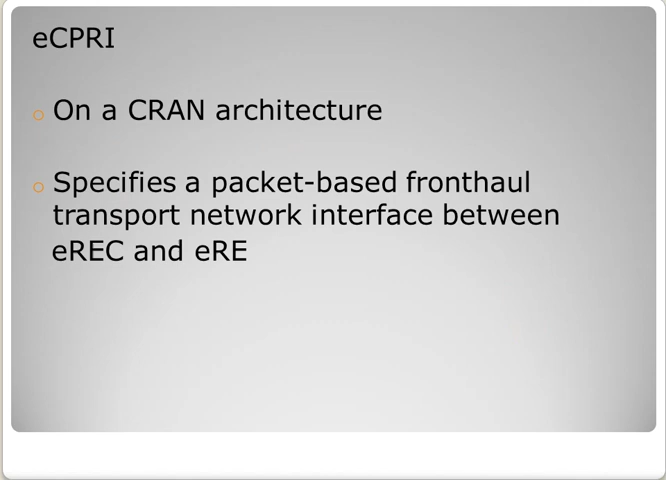 eCPRI
On a CRAN architecture
Specifies a packet-based fronthaul
transport network interface between
eREC and eRE